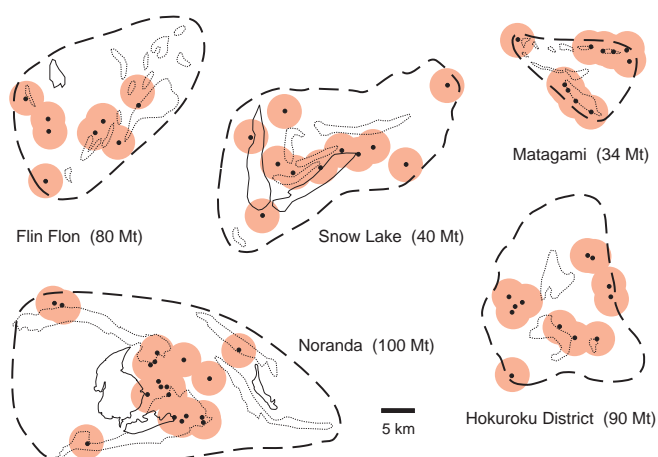 Matagami (34 Mt)
Flin Flon (80 Mt)
Snow Lake (40 Mt)
Noranda (100 Mt)
5 km
Hokuroku District (90 Mt)